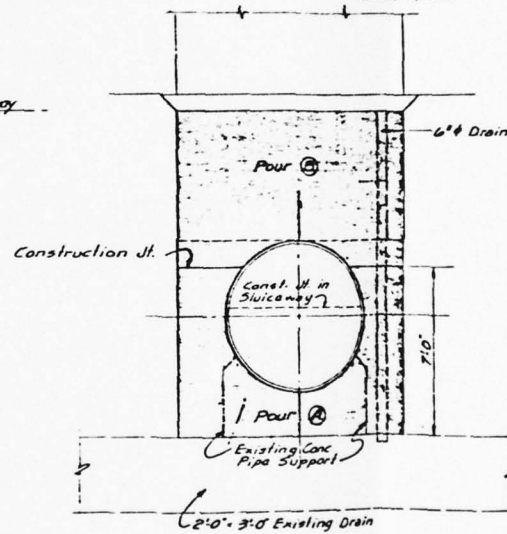 6"ϕ Drain
Pour Ⓑ
Construction Jt.
Const. Jt. in
Sluiceway
7'0"
Pour Ⓐ
Existing Conc
Pipe Support
2'-0" × 3'-0" Existing Drain